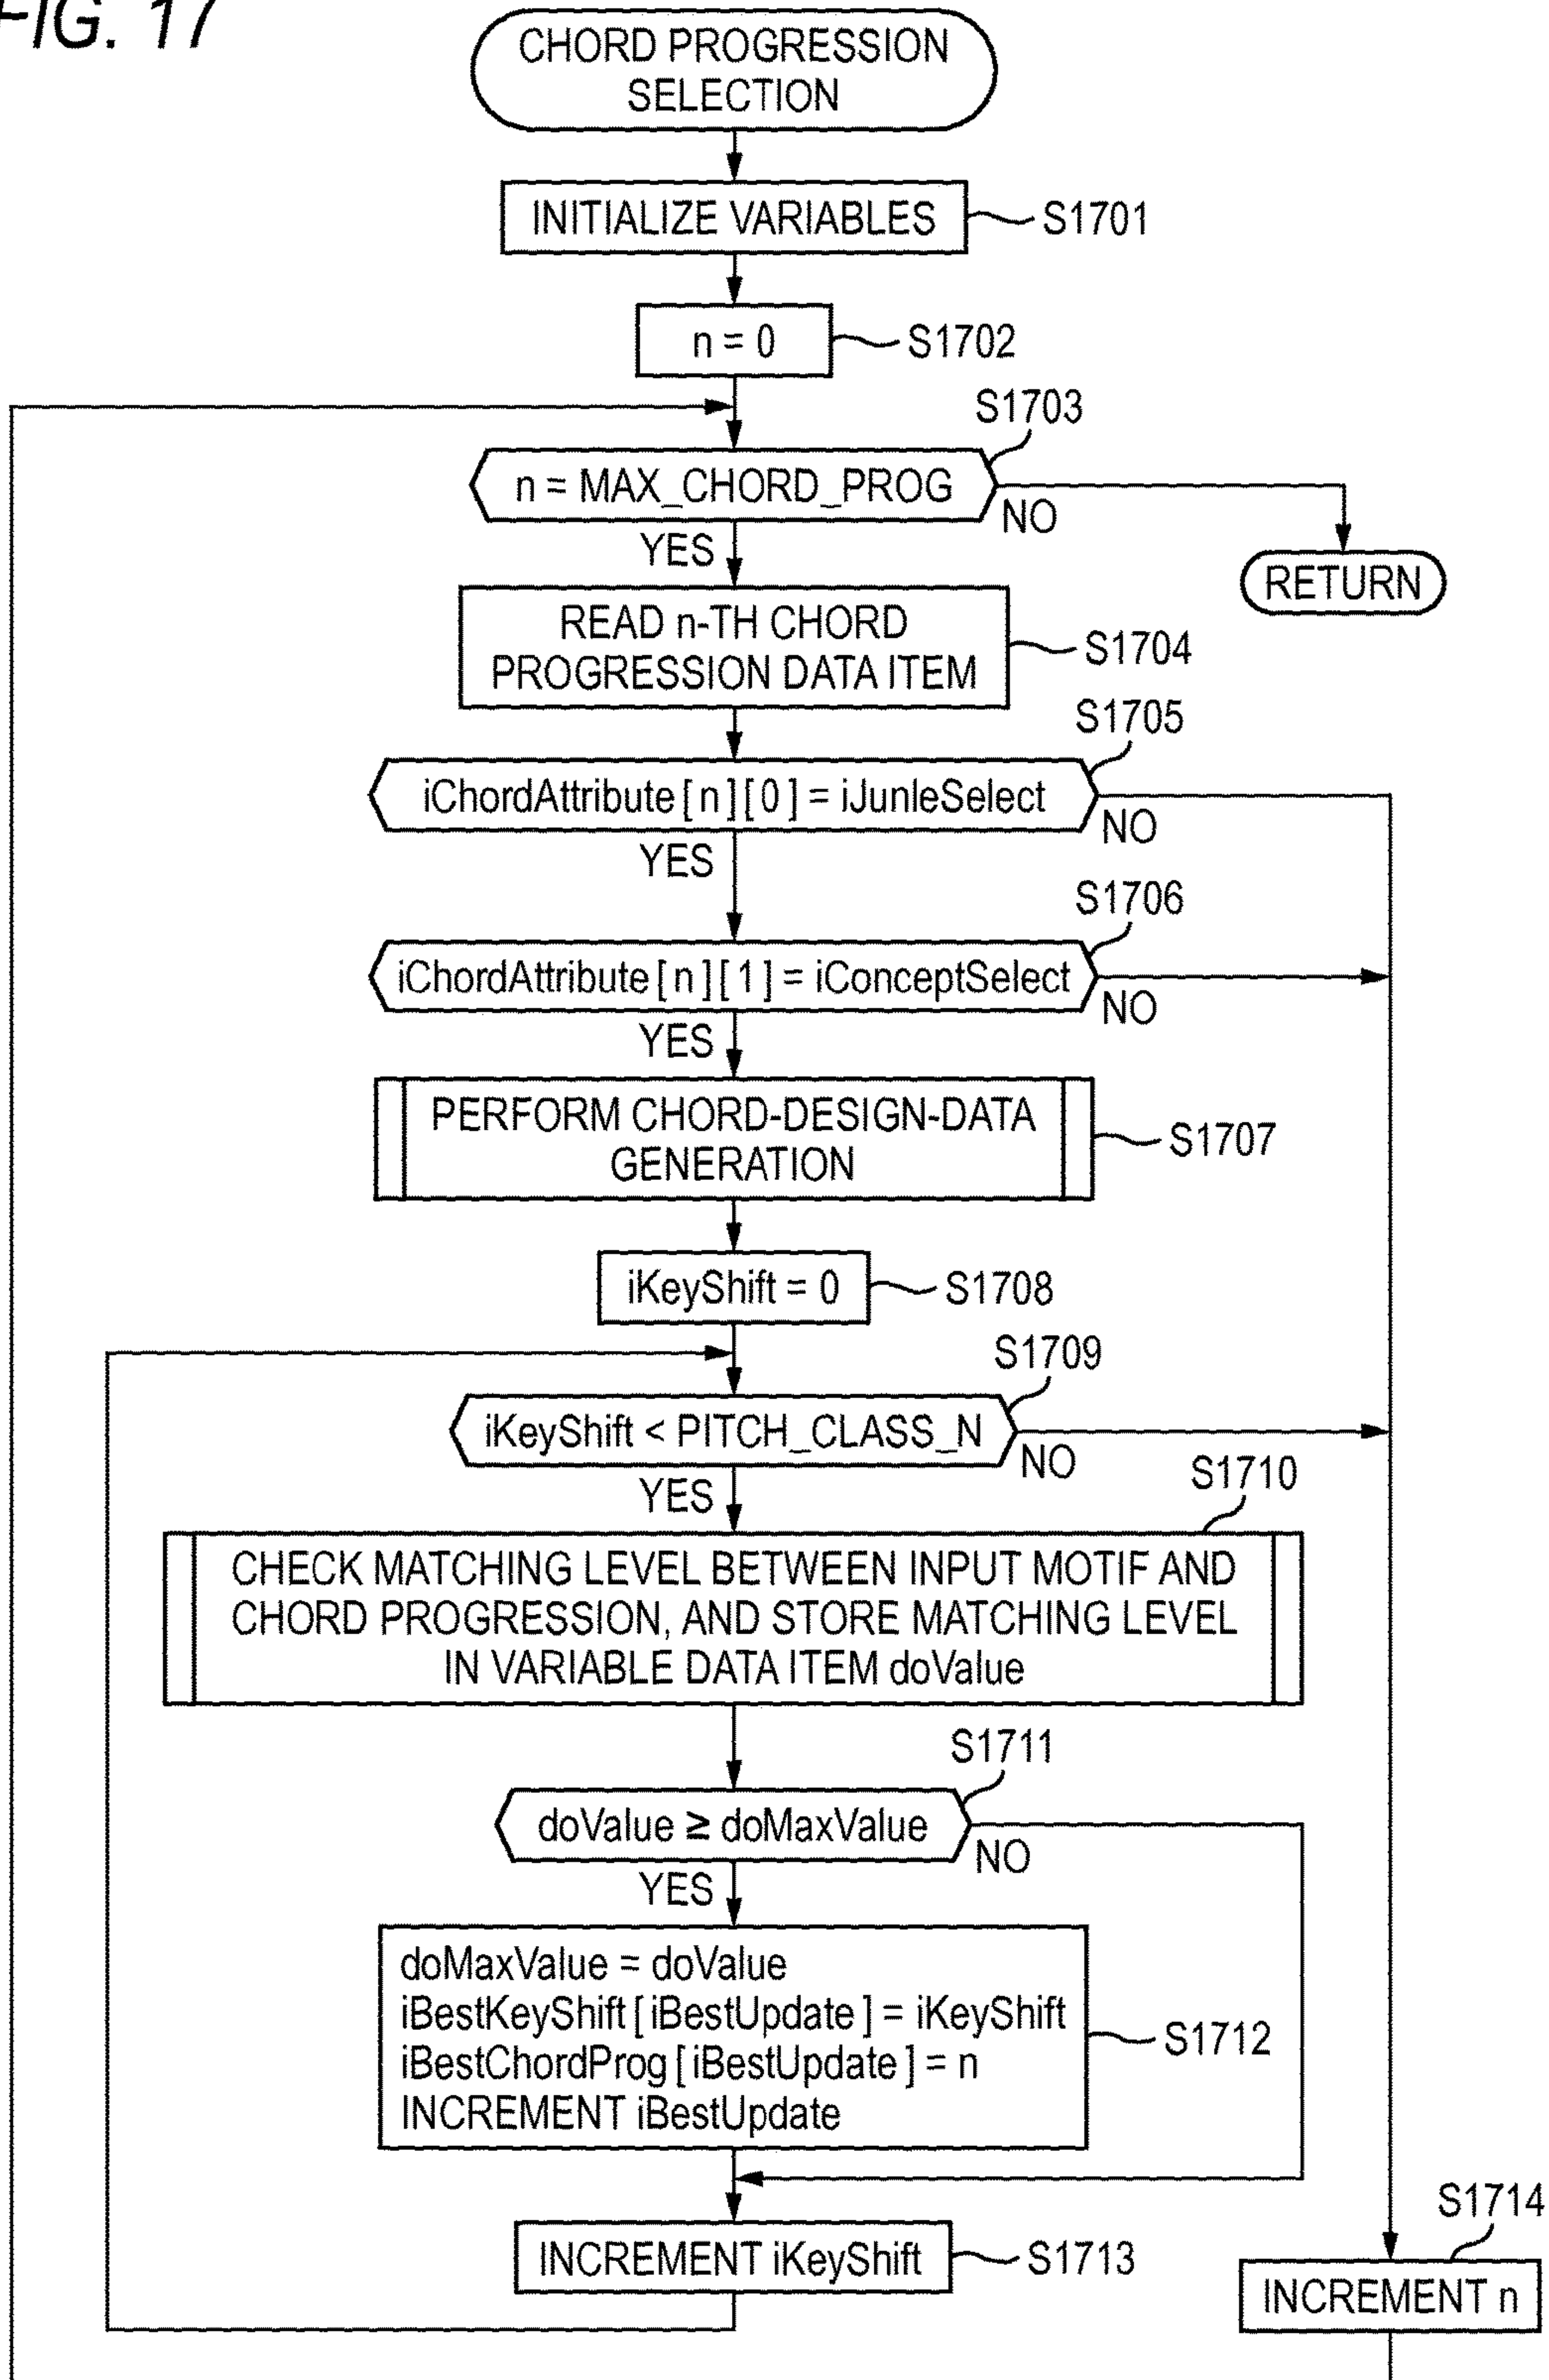 FIG. 17
CHORD PROGRESSION
SELECTION
INITIALIZE VARIABLES
S1701
n = 0
S1702
S1703
n = MAX_CHORD_PROG
NO
YES
RETURN
READ n-TH CHORD
PROGRESSION DATA ITEM
S1704
S1705
iChordAttribute [ n ] [ 0 ] = iJunleSelect
NO
YES
S1706
iChordAttribute [ n ] [ 1 ] = iConceptSelect
NO
YES
PERFORM CHORD-DESIGN-DATA
GENERATION
S1707
iKeyShift = 0
S1708
S1709
iKeyShift < PITCH_CLASS_N
NO
YES
S1710
CHECK MATCHING LEVEL BETWEEN INPUT MOTIF AND
CHORD PROGRESSION, AND STORE MATCHING LEVEL
IN VARIABLE DATA ITEM doValue
S1711
doValue ≥ doMaxValue
NO
YES
doMaxValue = doValue
iBestKeyShift [ iBestUpdate ] = iKeyShift
iBestChordProg [ iBestUpdate ] = n
INCREMENT iBestUpdate
S1712
INCREMENT iKeyShift
S1713
S1714
INCREMENT n